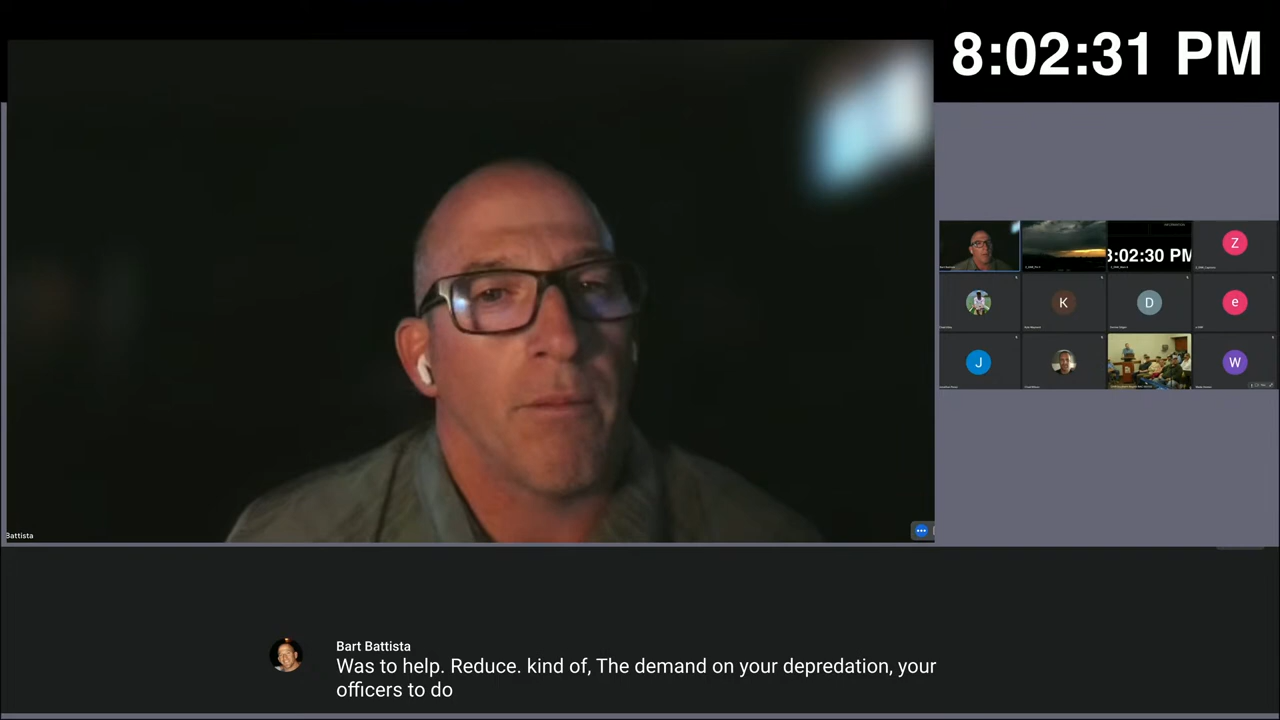 8:02:31 PM
8:02:30 PM
Z
K
D
e
J
W
Battista
Bart Battista
Was to help. Reduce. kind of, The demand on your depredation, your
officers to do